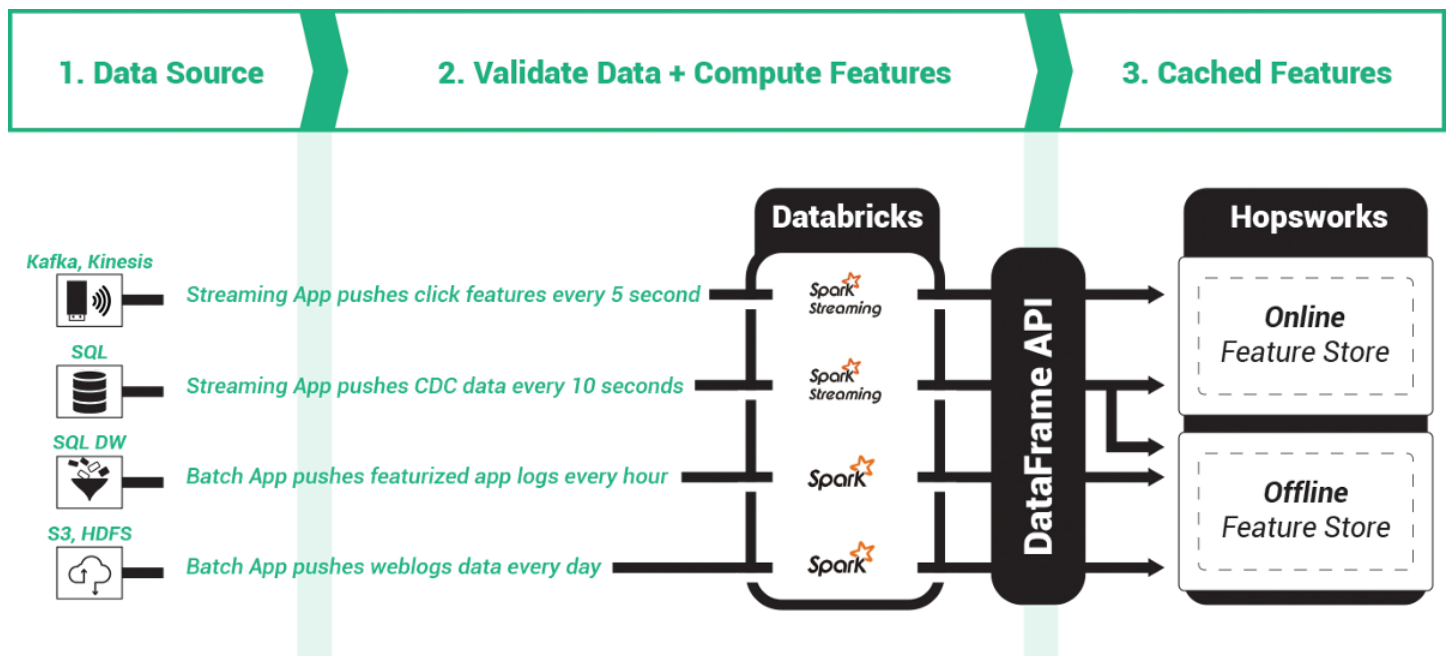 1. Data Source
2. Validate Data + Compute Features
3. Cached Features
Databricks
Hopsworks
Kafka, Kinesis
Streaming App pushes click features every 5 second
Spark
Streaming
SQL
Streaming App pushes CDC data every 10 seconds
Spark
Streaming
SQL DW
Batch App pushes featurized app logs every hour
Spark
S3, HDFS
Batch App pushes weblogs data every day
Spark
DataFrame API
Online
Feature Store
Offline
Feature Store